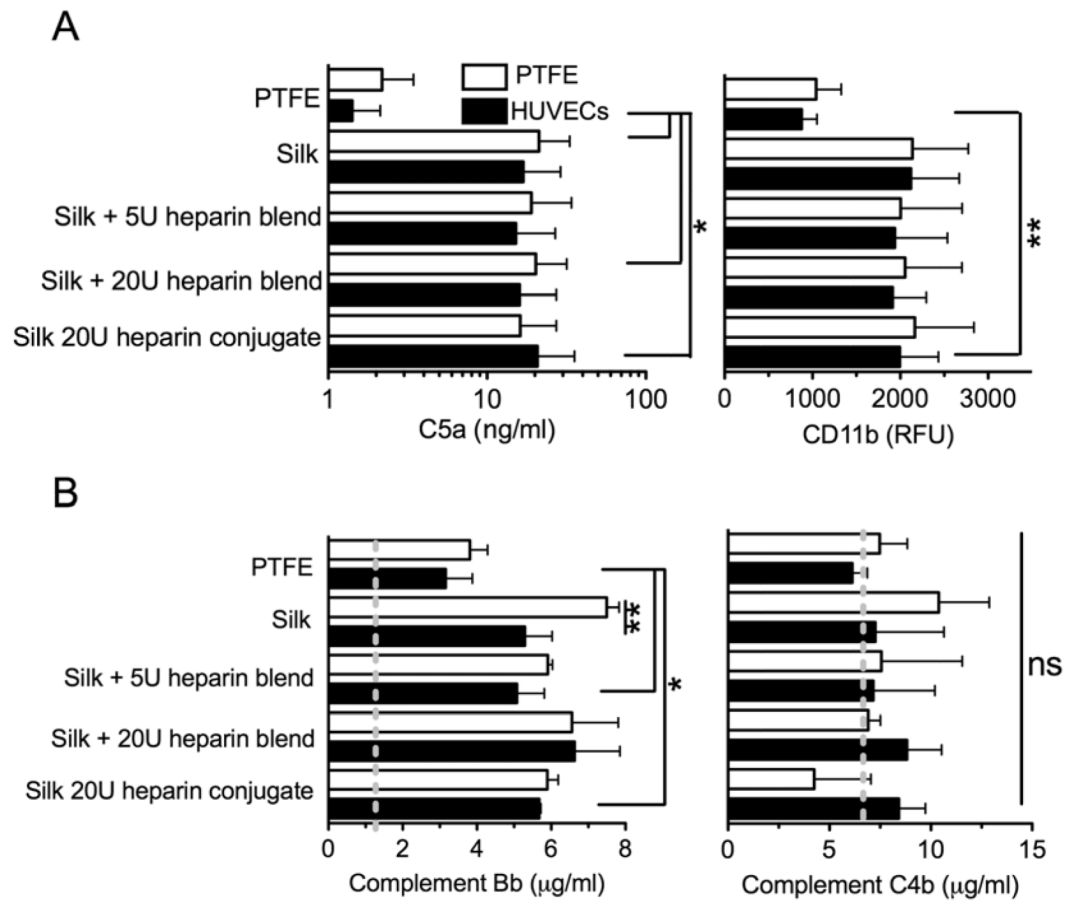 A
PTFE
HUVECs
PTFE
Silk
Silk + 5U heparin blend
Silk + 20U heparin blend
Silk 20U heparin conjugate
*
**
1 10 100
C5a (ng/ml)
0 1000 2000 3000
CD11b (RFU)
B
PTFE
Silk
Silk + 5U heparin blend
Silk + 20U heparin blend
Silk 20U heparin conjugate
**
*
ns
0 2 4 6 8
Complement Bb (μg/ml)
0 5 10 15
Complement C4b (μg/ml)